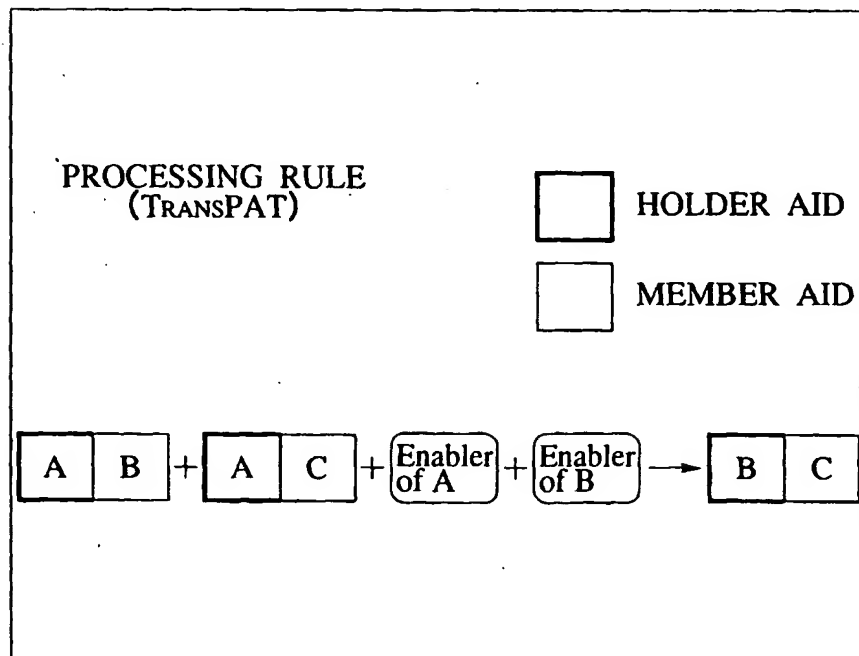 PROCESSING RULE
(TRANSPAT)
HOLDER AID
MEMBER AID
A B + A C + Enabler of A + Enabler of B → B C